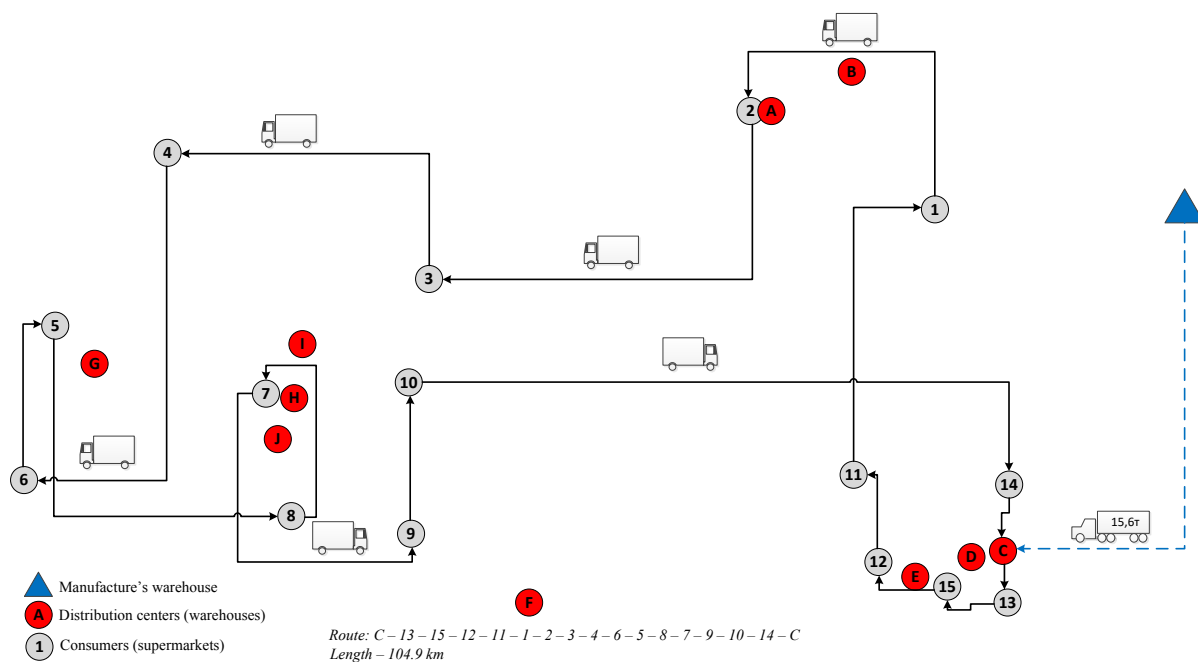 B
2
A
4
1
3
5
I
G
10
7
H
J
11
14
6
8
15,6т
9
C
D
12
E
15
13
F
Manufacture's warehouse
A Distribution centers (warehouses)
1 Consumers (supermarkets)
Route: C – 13 – 15 – 12 – 11 – 1 – 2 – 3 – 4 – 6 – 5 – 8 – 7 – 9 – 10 – 14 – C
Length – 104.9 km